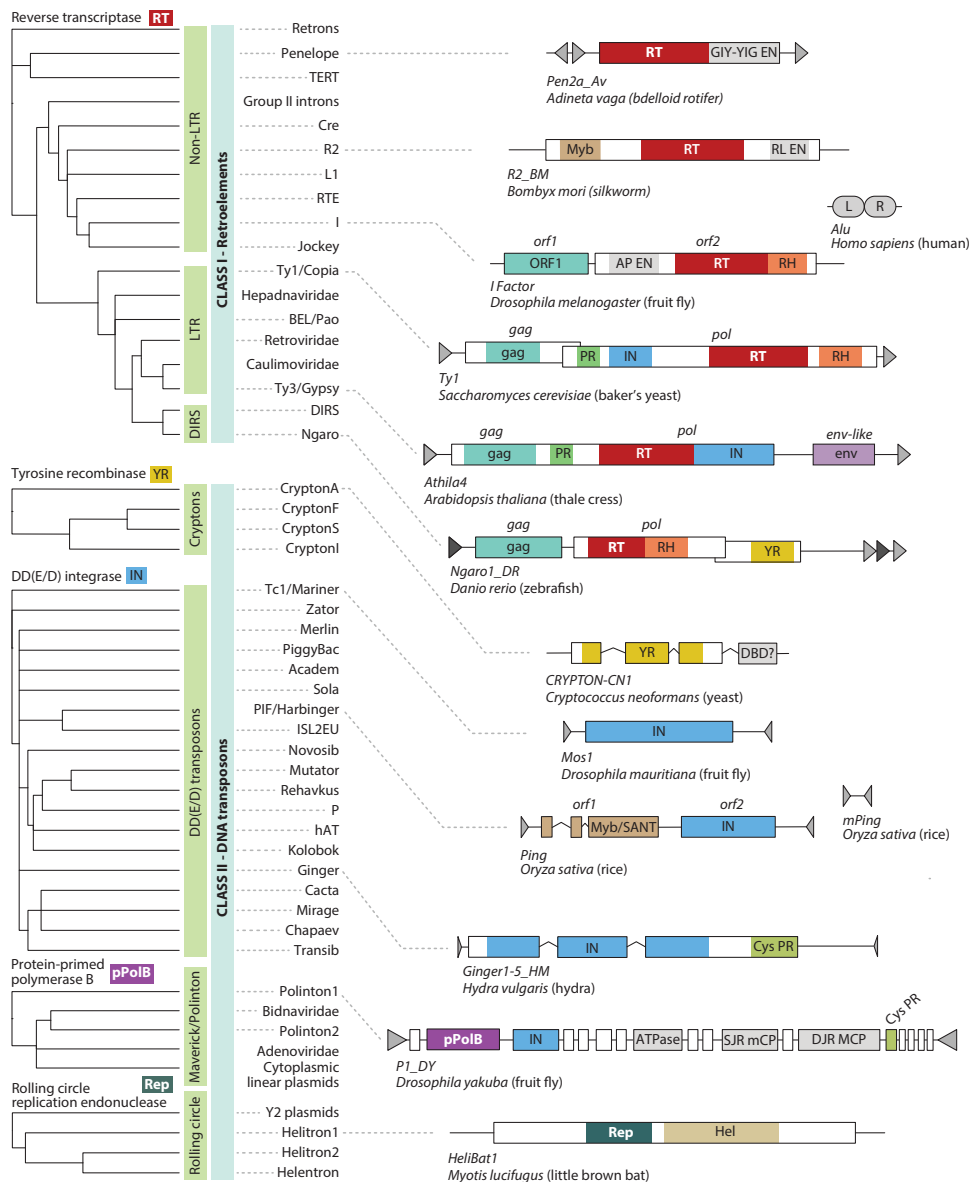 Reverse transcriptase RT
Non-LTR
LTR
DIRS
CLASS I - Retroelements
Retrons
Penelope
TERT
Group II introns
Cre
R2
L1
RTE
I
Jockey
Ty1/Copia
Hepadnaviridae
BEL/Pao
Retroviridae
Caulimoviridae
Ty3/Gypsy
DIRS
Ngaro
RT GIY-YIG EN
Pen2a_Av
Adineta vaga (bdelloid rotifer)
Myb RT RL EN
R2_BM
Bombyx mori (silkworm)
L R
Alu
Homo sapiens (human)
orf1 orf2
ORF1 AP EN RT RH
I Factor
Drosophila melanogaster (fruit fly)
gag pol
gag PR IN RT RH
Ty1
Saccharomyces cerevisiae (baker's yeast)
gag pol env-like
gag PR RT IN env
Athila4
Arabidopsis thaliana (thale cress)
gag pol
gag RT RH YR
Ngaro1_DR
Danio rerio (zebrafish)
Tyrosine recombinase YR
Cryptons
CLASS II - DNA transposons
CryptonA
CryptonF
CryptonS
CryptonI
YR DBD?
CRYPTON-CN1
Cryptococcus neoformans (yeast)
DD(E/D) integrase IN
DD(E/D) transposons
Tc1/Mariner
Zator
Merlin
PiggyBac
Academ
Sola
PIF/Harbinger
ISL2EU
Novosib
Mutator
Rehavkus
P
hAT
Kolobok
Ginger
Cacta
Mirage
Chapaev
Transib
IN
Mos1
Drosophila mauritiana (fruit fly)
orf1 orf2
Myb/SANT IN
Ping
Oryza sativa (rice)
mPing
Oryza sativa (rice)
IN Cys PR
Ginger1-5_HM
Hydra vulgaris (hydra)
Protein-primed
polymerase B pPolB
Maverick/Polinton
Polinton1
Bidnaviridae
Polinton2
Adenoviridae
Cytoplasmic
linear plasmids
pPolB IN ATPase SJR mCP DJR MCP Cys PR
P1_DY
Drosophila yakuba (fruit fly)
Rolling circle Rep
replication endonuclease
Rolling circle
Y2 plasmids
Helitron1
Helitron2
Helentron
Rep Hel
HeliBat1
Myotis lucifugus (little brown bat)